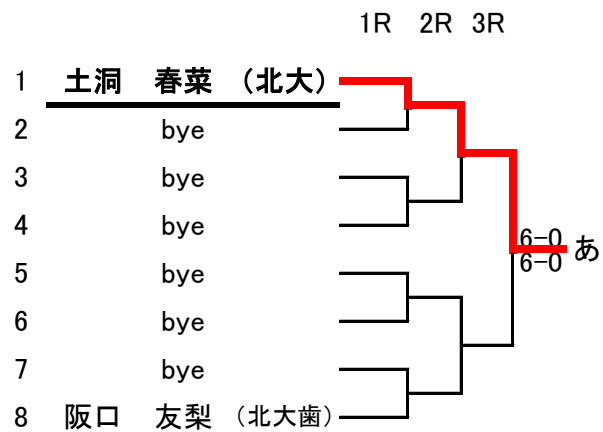 1R 2R 3R
1 土洞 春菜 (北大)
2 bye
3 bye
4 bye
5 bye
6-0
6-0
あ
6 bye
7 bye
8 阪口 友梨 (北大歯)